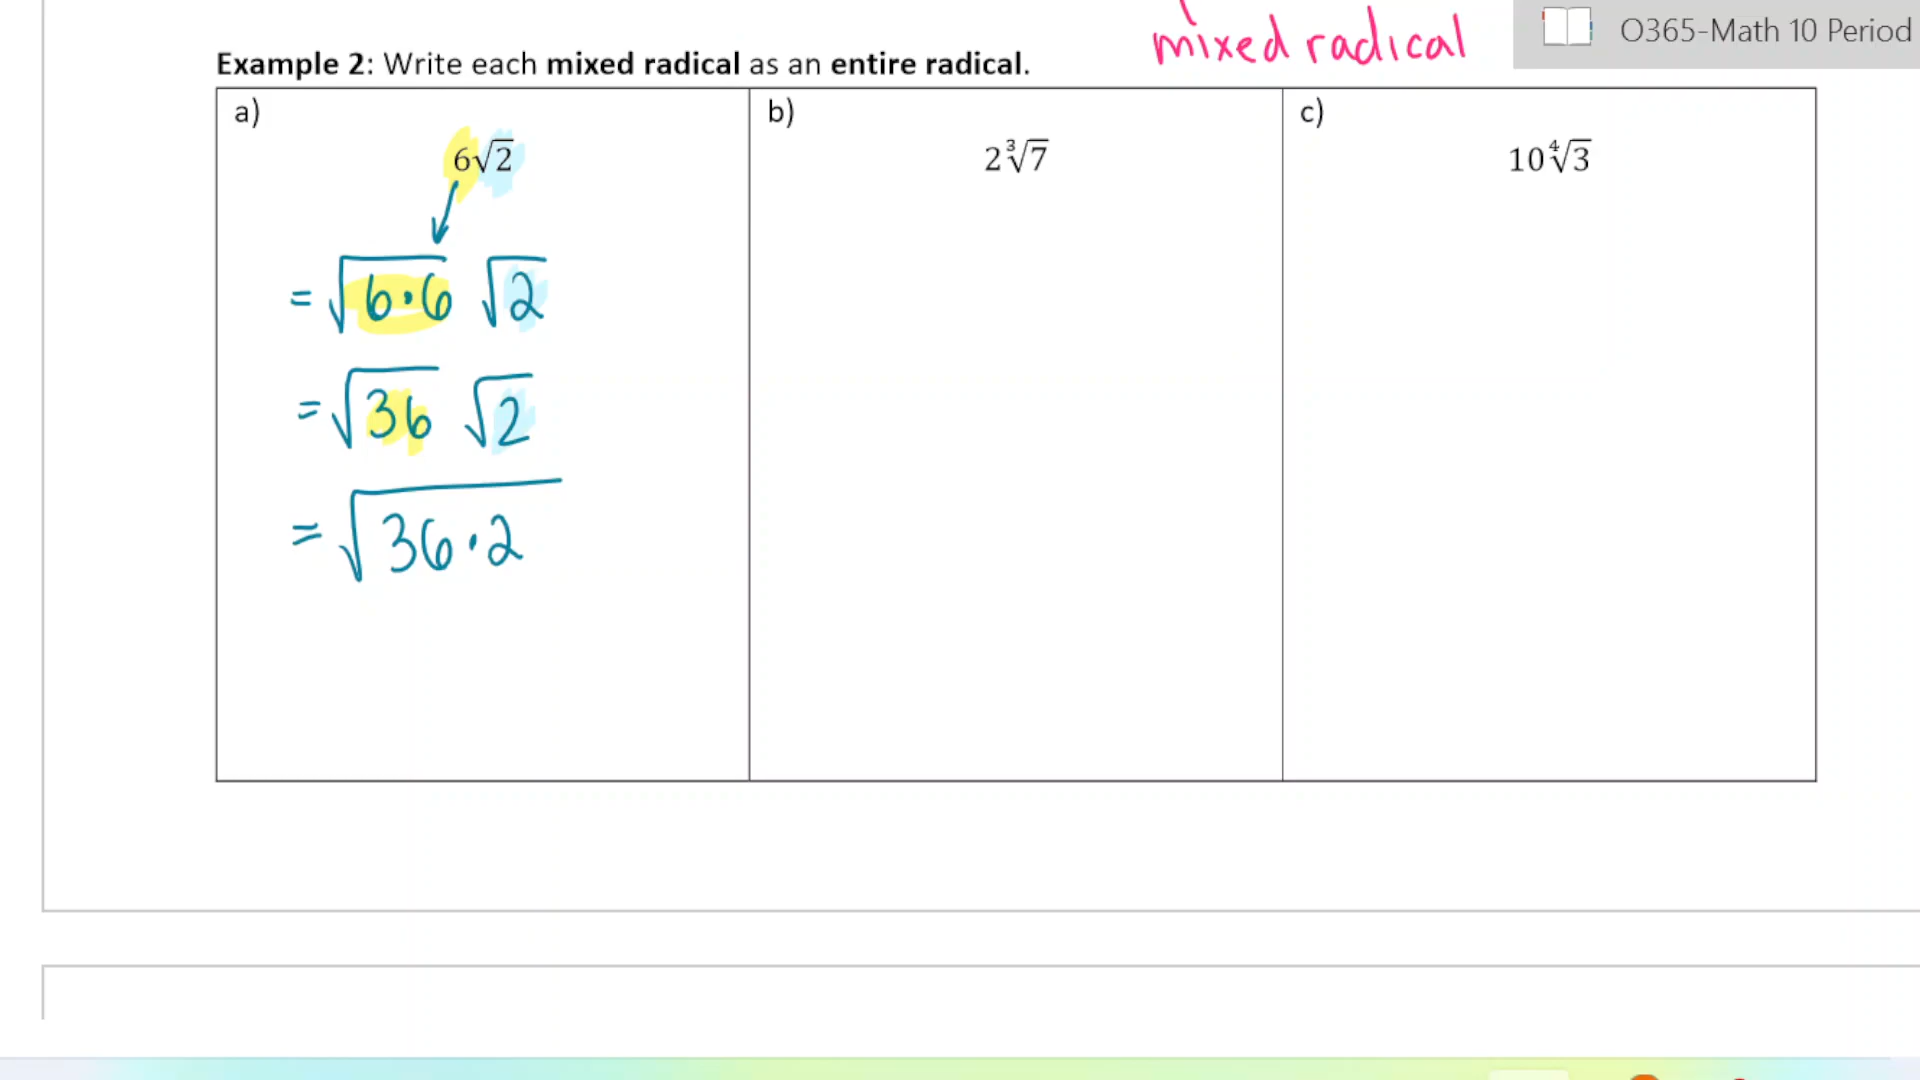 mixed radical
O365-Math 10 Period
Example 2: Write each mixed radical as an entire radical.
a)
6√2
= √6·6 √2
= √36 √2
= √36·2
b)
2∛7
c)
10∜3